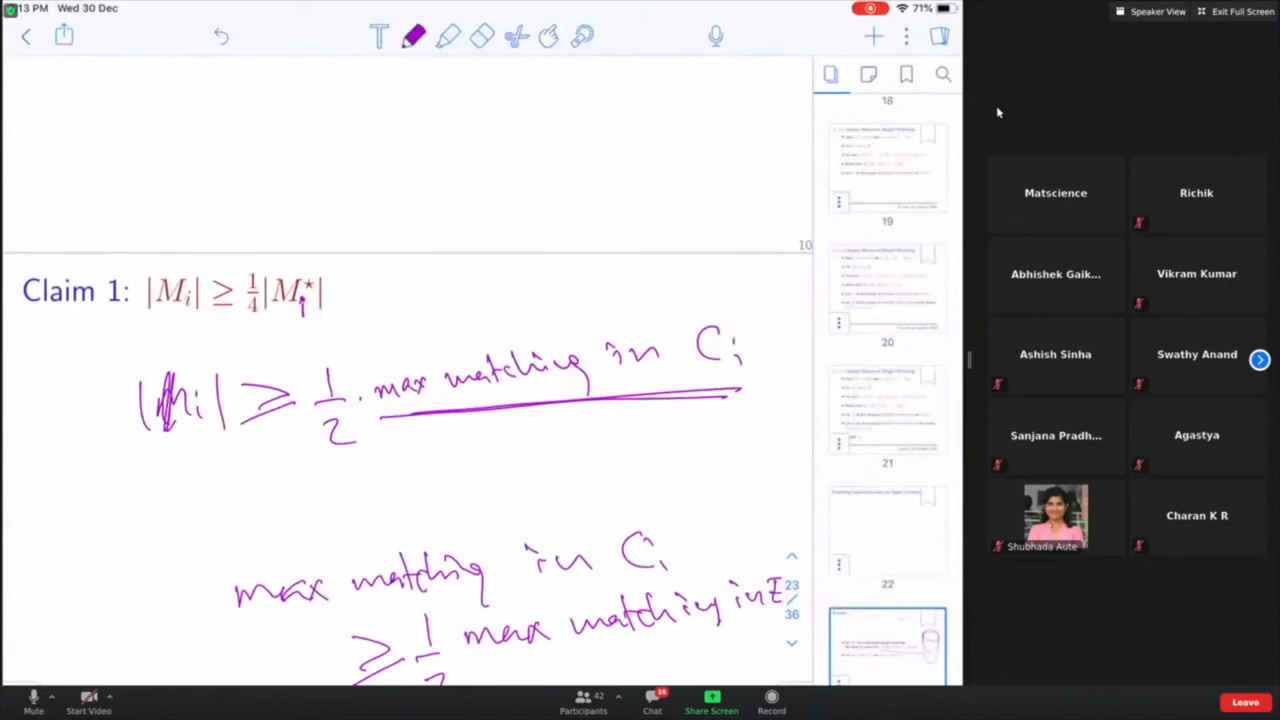 13 PM Wed 30 Dec
71%
Speaker View
Exit Full Screen
T
18
19
20
21
22
10
Claim 1: |M_i| ≥ 1/4 |M_i^⋆|
|M_i| ≥ 1/2 . max matching in C_i
max matching in C_i
≥ 1/2 max matching in E
23
/
36
Matscience
Richik
Abhishek Gaik...
Vikram Kumar
Ashish Sinha
Swathy Anand
Sanjana Pradh...
Agastya
Shubhada Aute
Charan K R
Mute
Start Video
42
Participants
16
Chat
Share Screen
Record
Leave